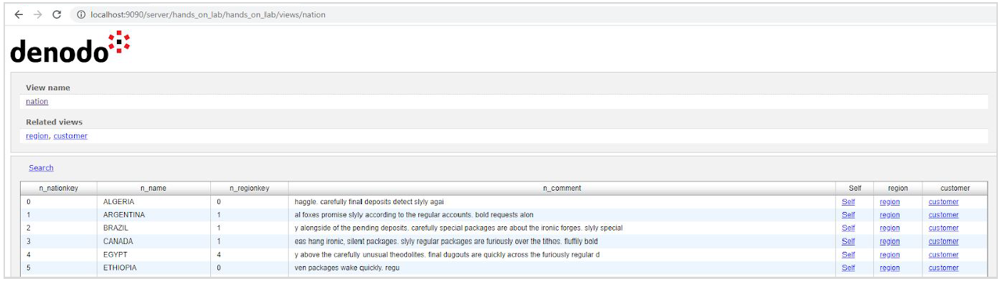 localhost:9090/server/hands_on_lab/hands_on_lab/views/nation
denodo
View name
nation
Related views
region, customer
Search
n_nationkey n_name n_regionkey n_comment Self region customer
0 ALGERIA 0 haggle. carefully final deposits detect slyly agai Self region customer
1 ARGENTINA 1 al foxes promise slyly according to the regular accounts. bold requests alon Self region customer
2 BRAZIL 1 y alongside of the pending deposits. carefully special packages are about the ironic forges. slyly special Self region customer
3 CANADA 1 eas hang ironic, silent packages. slyly regular packages are furiously over the tithes. fluffily bold Self region customer
4 EGYPT 4 y above the carefully unusual theodolites. final dugouts are quickly across the furiously regular d Self region customer
5 ETHIOPIA 0 ven packages wake quickly. regu Self region customer